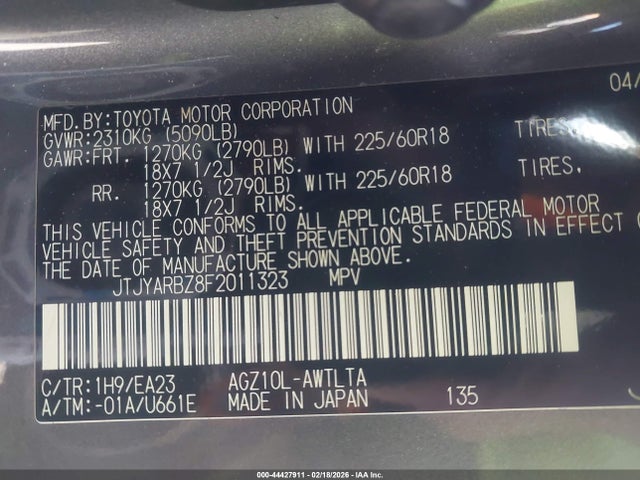 MFD.BY:TOYOTA MOTOR CORPORATION 04/
GVWR:2310KG (5090LB)
GAWR:FRT. 1270KG (2790LB) WITH 225/60R18 TIRES,
18X7 1/2J RIMS.
RR. 1270KG (2790LB) WITH 225/60R18 TIRES,
18X7 1/2J RIMS.
THIS VEHICLE CONFORMS TO ALL APPLICABLE FEDERAL MOTOR
VEHICLE SAFETY AND THEFT PREVENTION STANDARDS IN EFFECT
THE DATE OF MANUFACTURE SHOWN ABOVE.
JTJYARBZ8F2011323 MPV
C/TR:1H9/EA23 AGZ10L-AWTLTA
A/TM:-01A/U661E MADE IN JAPAN 135
000-44427911 - 02/18/2026 - IAA Inc.